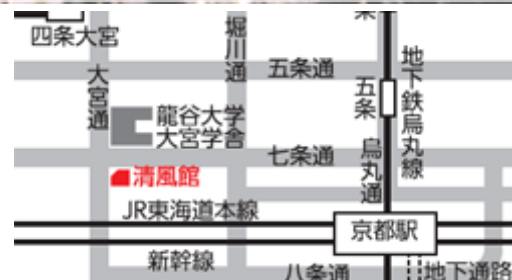 四条大宮
堀川通
五条通
地下鉄烏丸線
大宮通
五条
龍谷大学
大宮学舎
七条通
烏丸通
清風館
JR東海道本線
京都駅
新幹線
八条通
地下通路